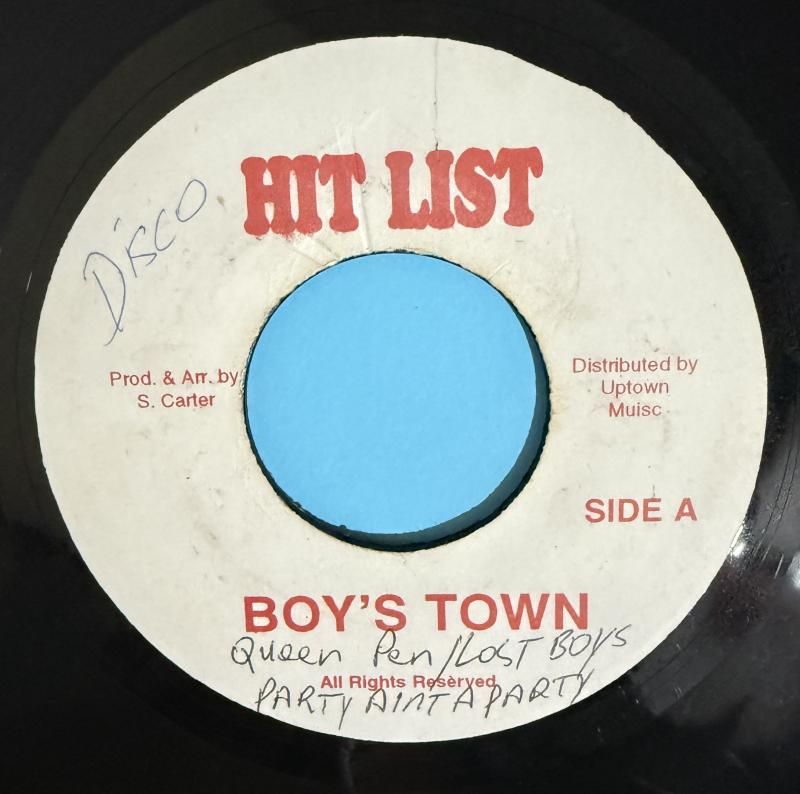 HIT LIST
Disco
Prod. & Arr. by
S. Carter
Distributed by
Uptown
Muisc
SIDE A
BOY'S TOWN
Queen Pen/LOST BOYS
All Rights Reserved
PARTY AINT A PARTY